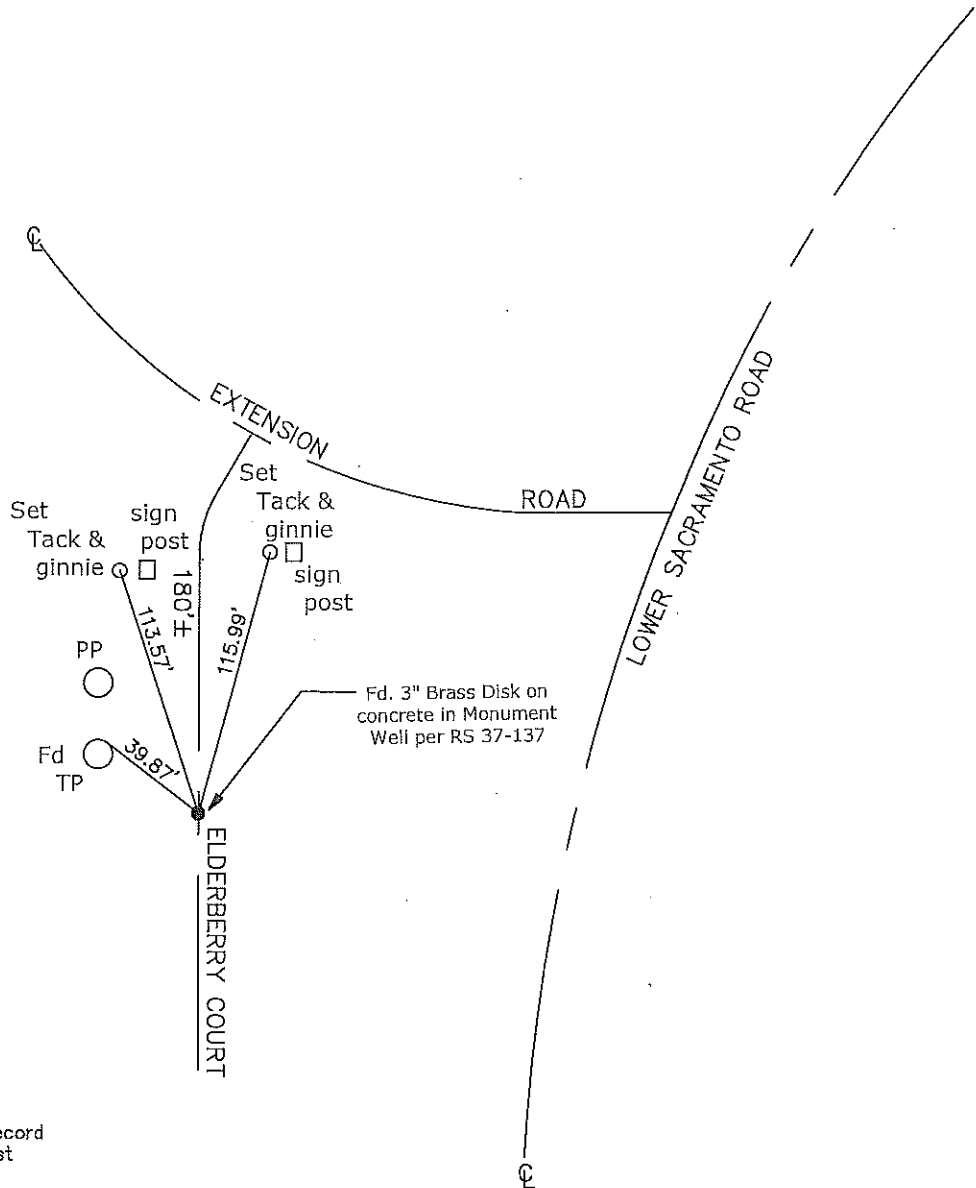 ℄
EXTENSION
ROAD
LOWER SACRAMENTO ROAD
Set
Tack &
ginnie
sign
post
180'±
Set
Tack &
ginnie
sign
post
113.57'
115.99'
PP
Fd
TP
39.87'
Fd. 3" Brass Disk on
concrete in Monument
Well per RS 37-137
ELDERBERRY COURT
℄